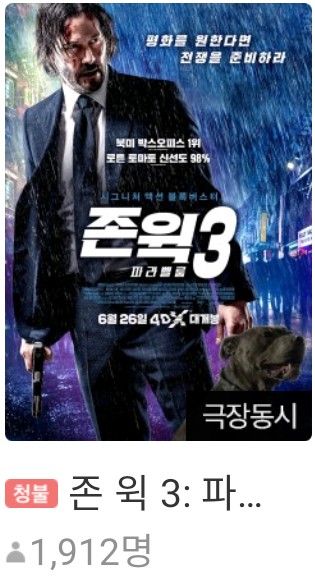 평화를 원한다면
전쟁을 준비하라
북미 박스오피스 1위
로튼 토마토 신선도 98%
시그니처 액션 블록버스터
존윅3
파라벨룸
6월 26일 4DX 대개봉
극장동시
청불 존 윅 3: 파...
1,912명